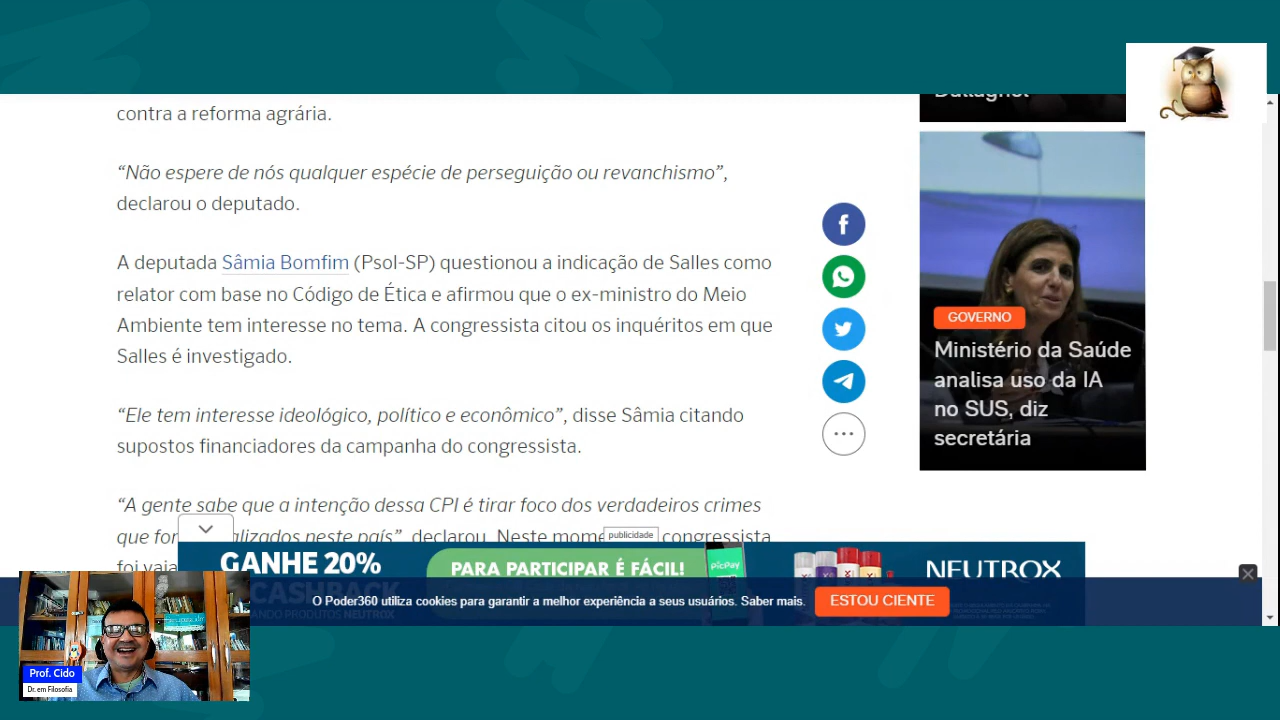 contra a reforma agrária.
“Não espere de nós qualquer espécie de perseguição ou revanchismo”,
declarou o deputado.
A deputada Sâmia Bomfim (Psol-SP) questionou a indicação de Salles como
relator com base no Código de Ética e afirmou que o ex-ministro do Meio
Ambiente tem interesse no tema. A congressista citou os inquéritos em que
Salles é investigado.
“Ele tem interesse ideológico, político e econômico”, disse Sâmia citando
supostos financiadores da campanha do congressista.
“A gente sabe que a intenção dessa CPI é tirar foco dos verdadeiros crimes
que neste país”, declarou. Neste congressista
foi
Dallagnol
GOVERNO
Ministério da Saúde
analisa uso da IA
no SUS, diz
secretária
publicidade
GANHE 20%
CASHBACK
NEUTROX
PARA PARTICIPAR É FÁCIL!
PicPay
NEUTROX
O Poder360 utiliza cookies para garantir a melhor experiência a seus usuários. Saber mais.
ESTOU CIENTE
Prof. Cido
Dr. em Filosofia